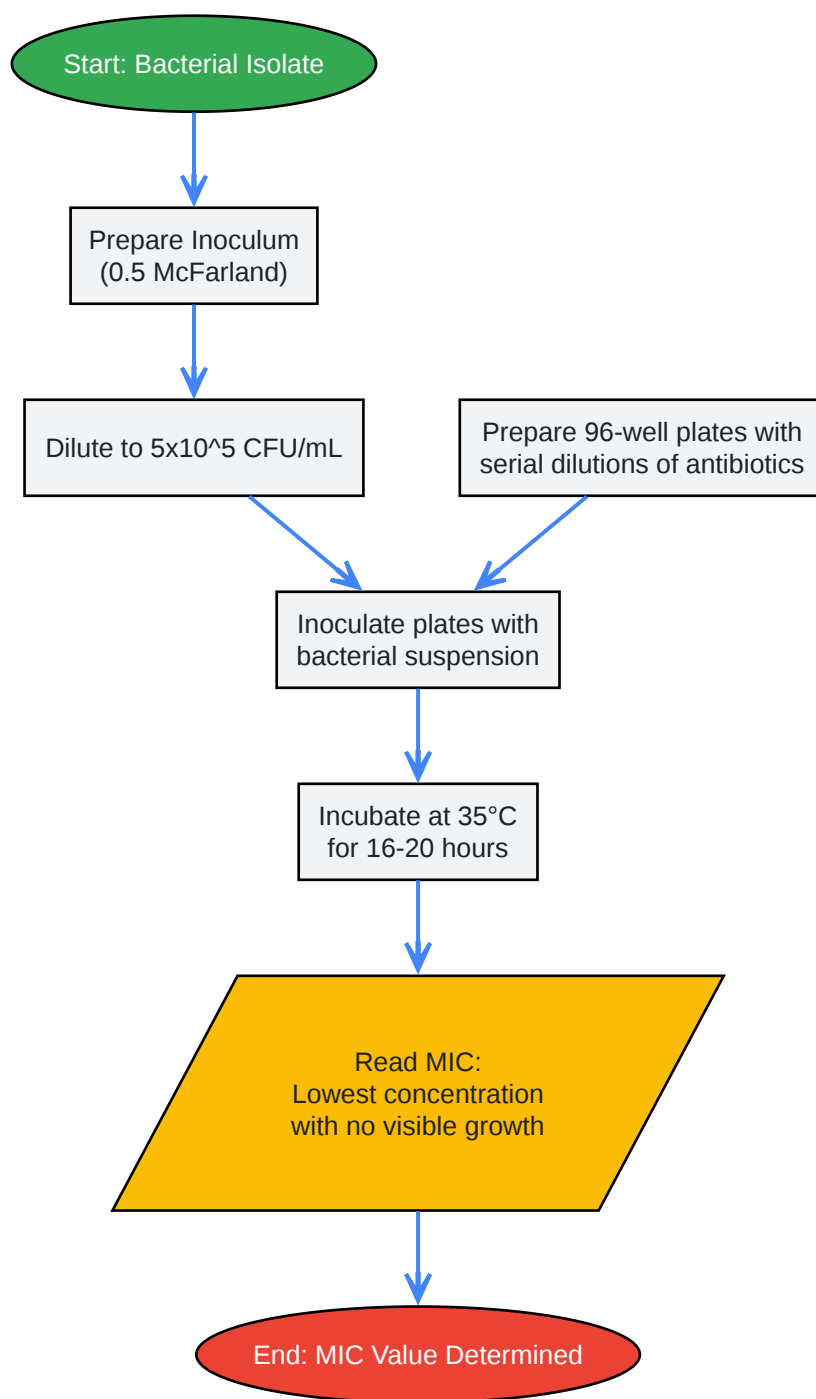 Start: Bacterial Isolate
Prepare Inoculum
(0.5 McFarland)
Dilute to 5x10^5 CFU/mL
Prepare 96-well plates with
serial dilutions of antibiotics
Inoculate plates with
bacterial suspension
Incubate at 35°C
for 16-20 hours
Read MIC:
Lowest concentration
with no visible growth
End: MIC Value Determined